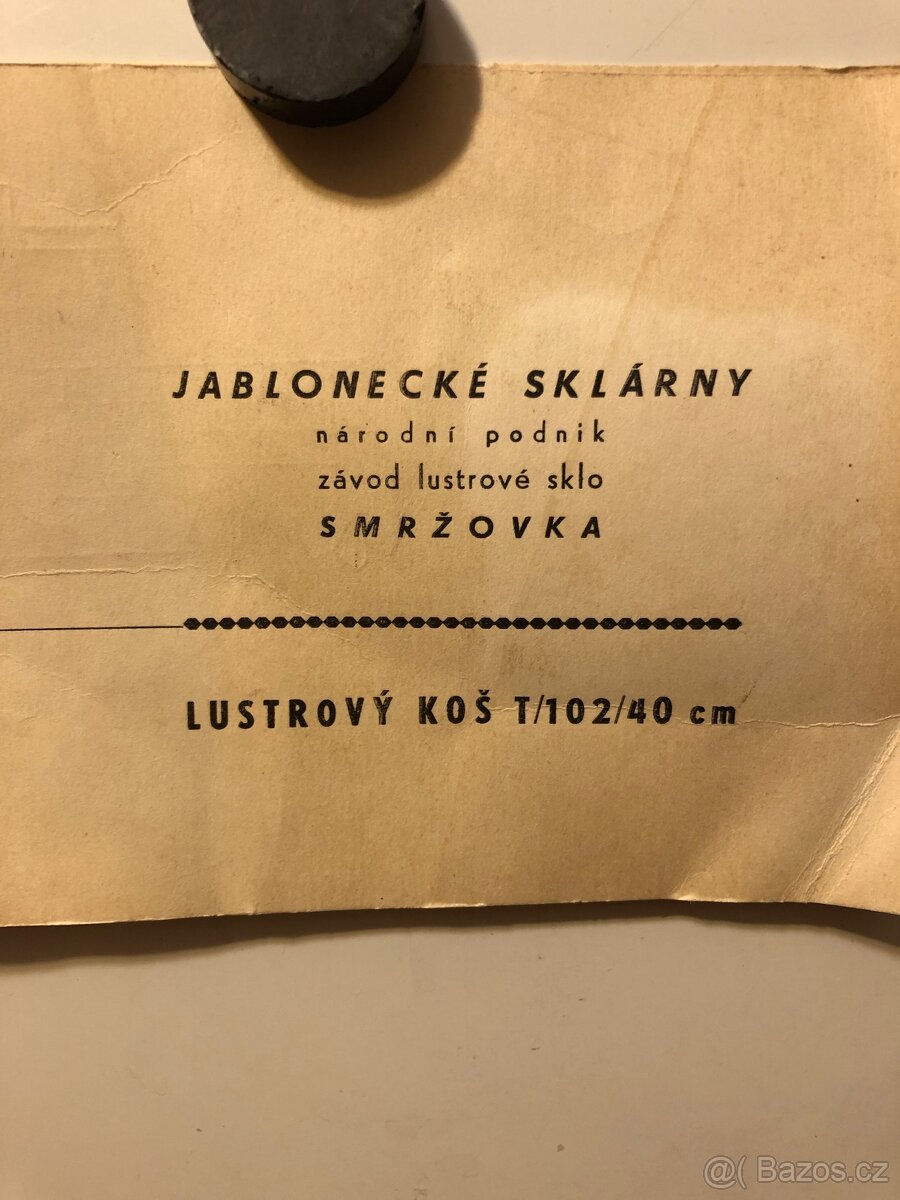 JABLONECKÉ SKLÁRNY
národní podnik
závod lustrové sklo
SMRŽOVKA
LUSTROVÝ KOŠ T/102/40 cm
@( Bazos.cz